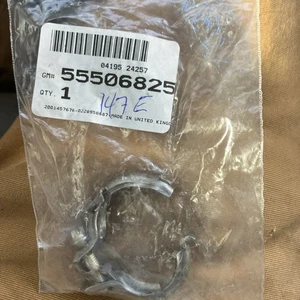 04195 24257
GM# 55506825
QTY. 1
147E
MADE IN UNITED KING